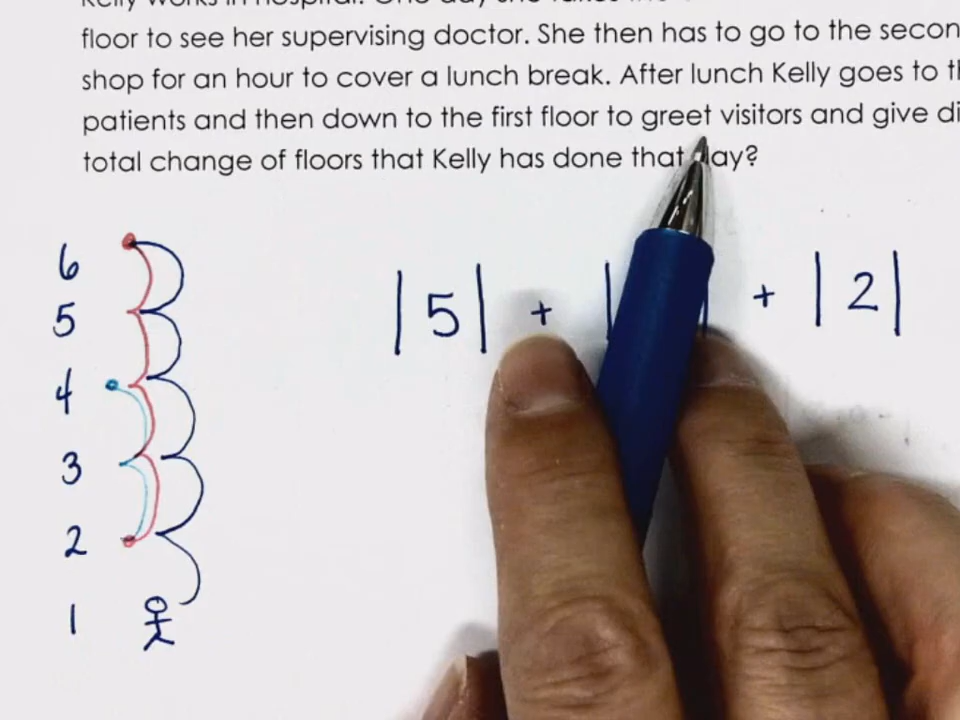 floor to see her supervising doctor. She then has to go to the secon
shop for an hour to cover a lunch break. After lunch Kelly goes to th
patients and then down to the first floor to greet visitors and give di
total change of floors that Kelly has done that day?
6
5
4
3
2
1
|5| + | | + |2|